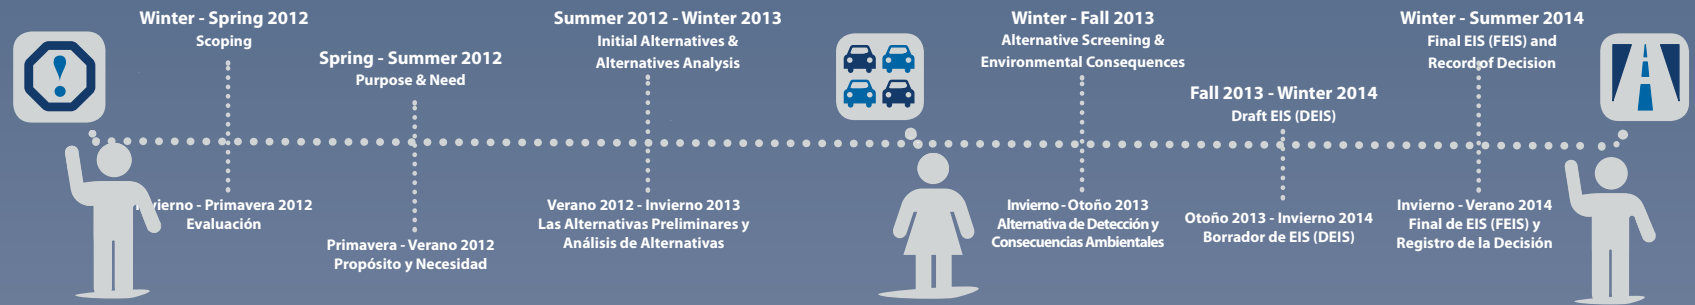 Winter - Spring 2012
Scoping
Spring - Summer 2012
Purpose & Need
Summer 2012 - Winter 2013
Initial Alternatives &
Alternatives Analysis
Winter - Fall 2013
Alternative Screening &
Environmental Consequences
Fall 2013 - Winter 2014
Draft EIS (DEIS)
Winter - Summer 2014
Final EIS (FEIS) and
Record of Decision
vierno - Primavera 2012
Evaluación
Primavera - Verano 2012
Propósito y Necesidad
Verano 2012 - Invierno 2013
Las Alternativas Preliminares y
Análisis de Alternativas
Invierno - Otoño 2013
Alternativa de Detección y
Consecuencias Ambientales
Otoño 2013 - Invierno 2014
Borrador de EIS (DEIS)
Invierno - Verano 2014
Final de EIS (FEIS) y
Registro de la Decisión